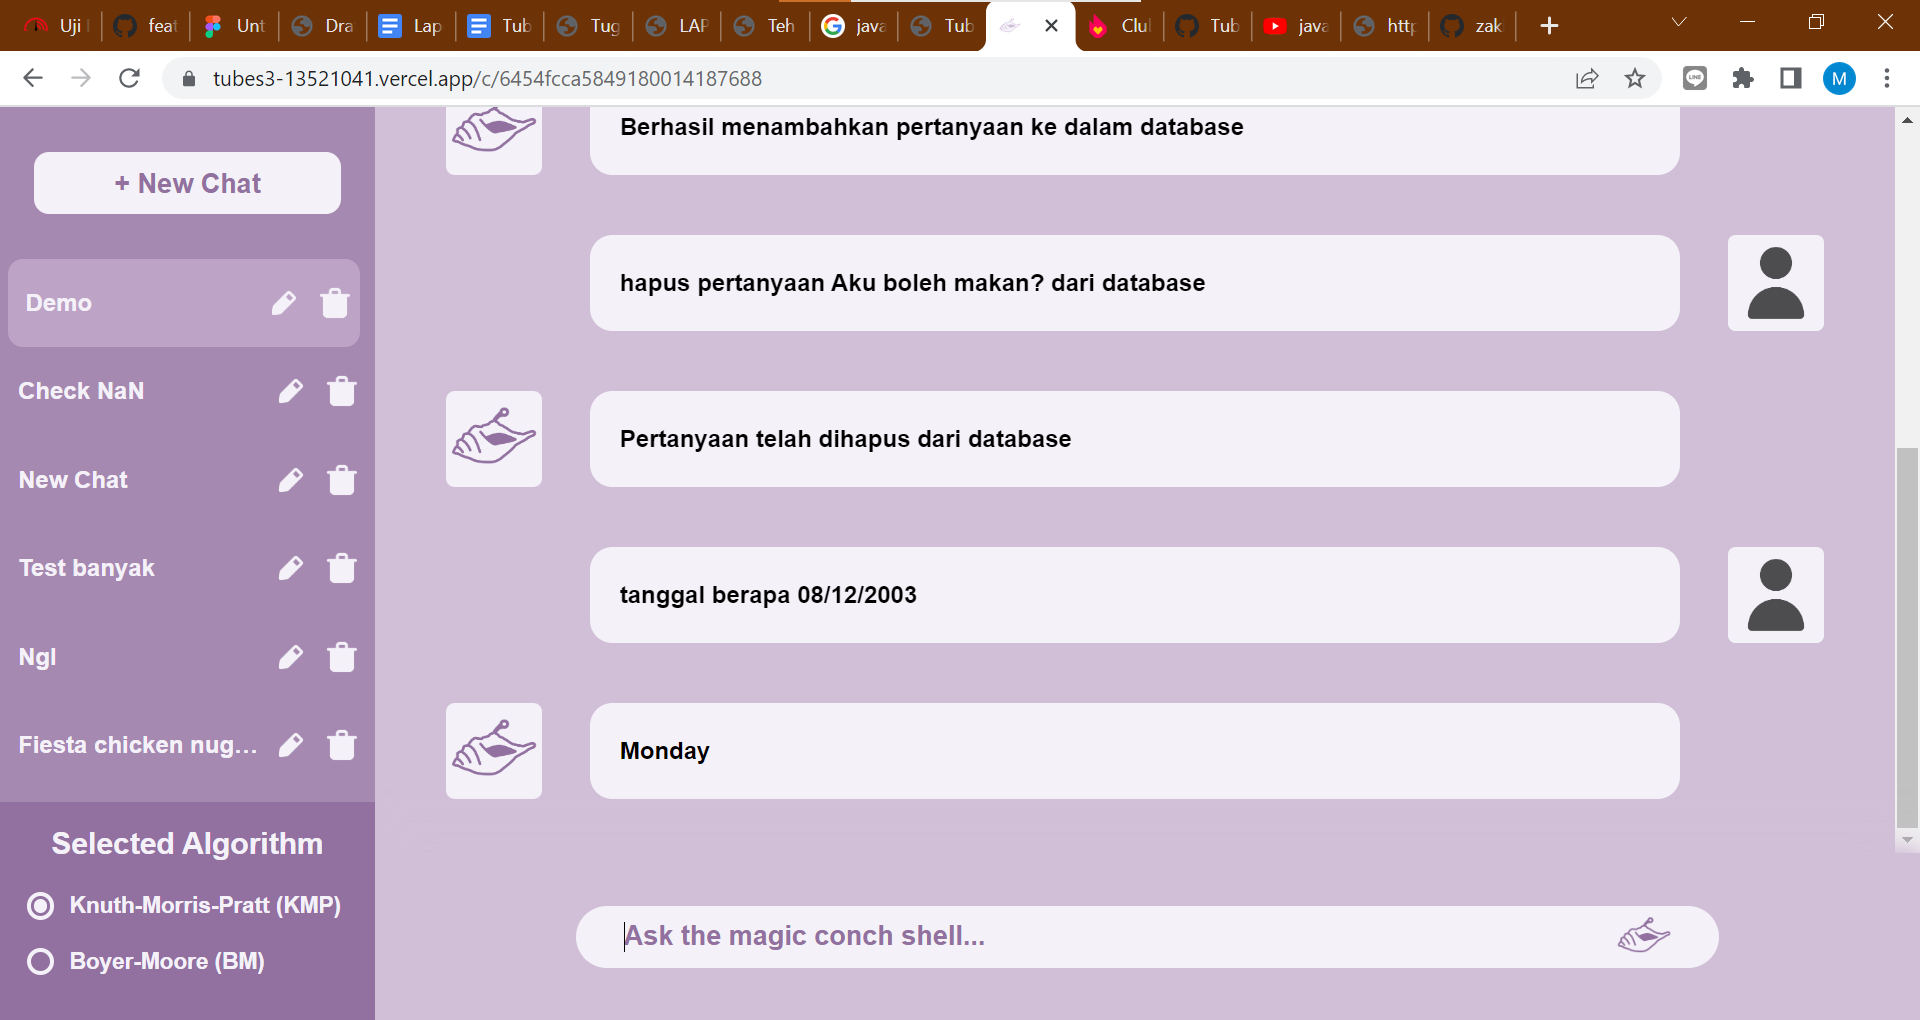 Uji
feat
Unt
Dra
Lap
Tub
Tug
LAP
Teh
java
Tub
Clu
Tub
java
http
zak
tubes3-13521041.vercel.app/c/6454fcca5849180014187688
M
+ New Chat
Demo
Check NaN
New Chat
Test banyak
Ngl
Fiesta chicken nug...
Selected Algorithm
Knuth-Morris-Pratt (KMP)
Boyer-Moore (BM)
Berhasil menambahkan pertanyaan ke dalam database
hapus pertanyaan Aku boleh makan? dari database
Pertanyaan telah dihapus dari database
tanggal berapa 08/12/2003
Monday
Ask the magic conch shell...